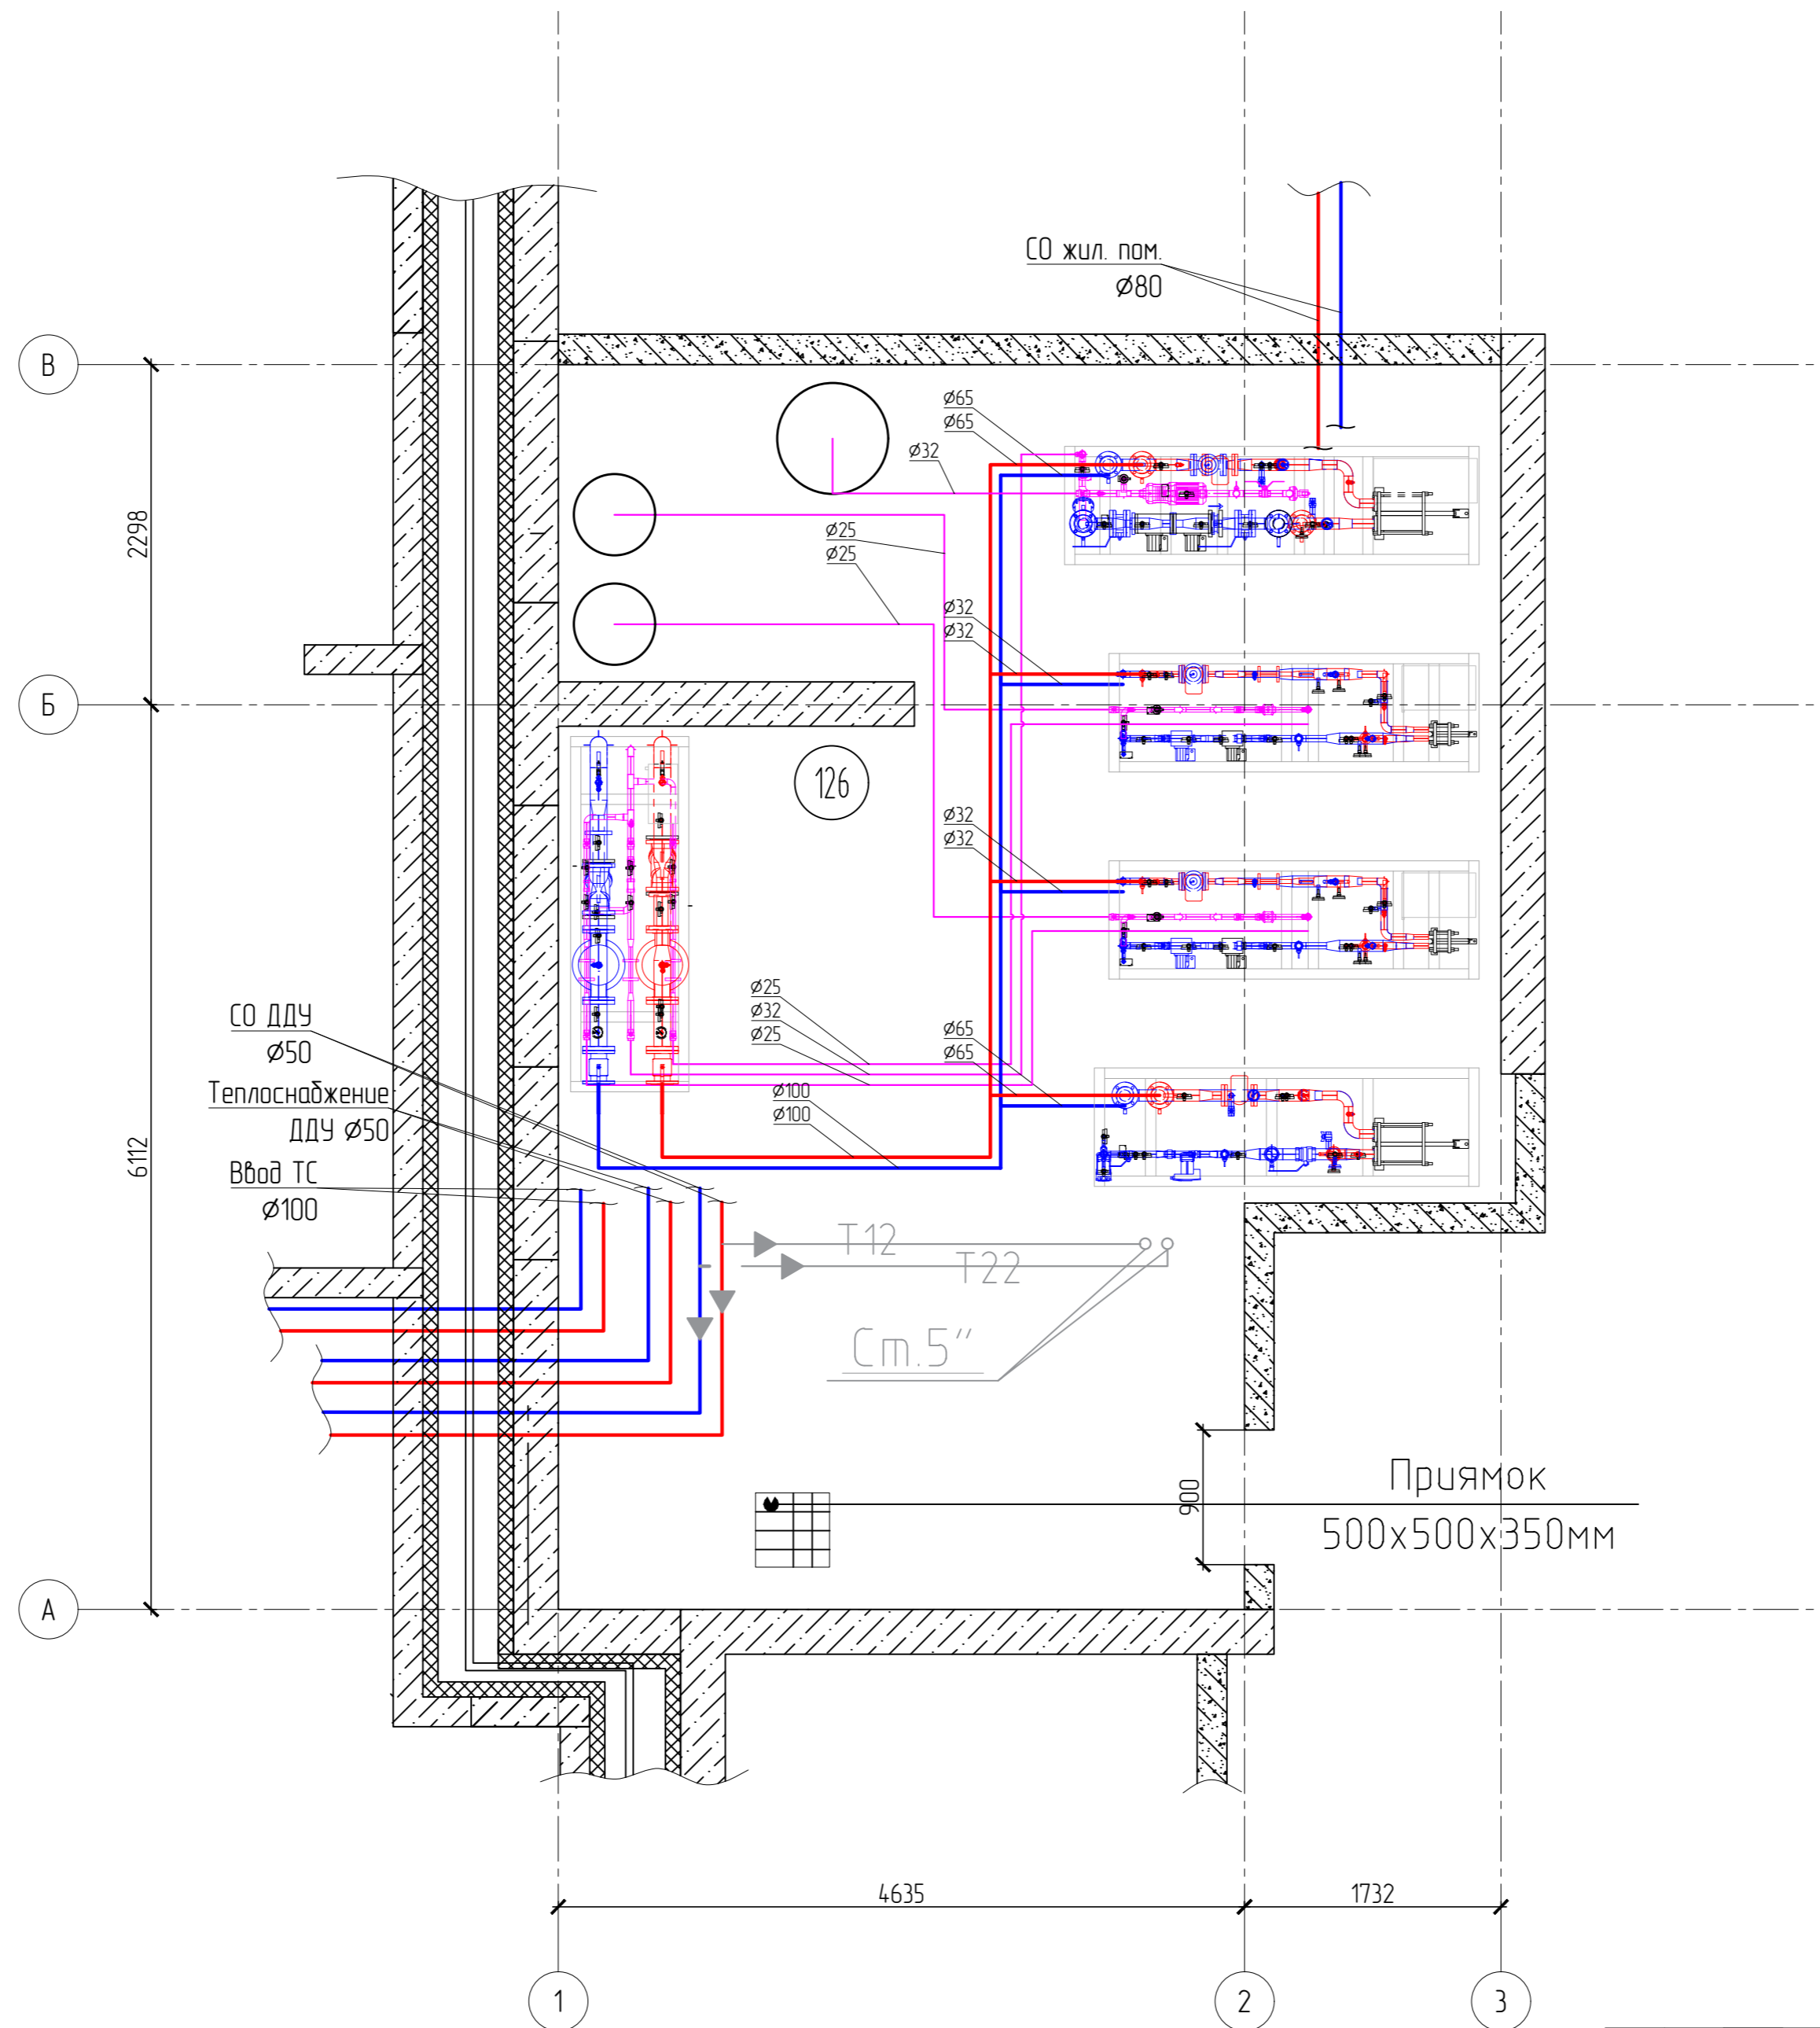 СО жил. пом.
Ø80
В
Ø65
Ø65
Ø32
2298
Ø25
Ø25
Ø32
Ø32
Б
126
Ø32
Ø32
Ø25
Ø32
Ø25
СО ДДУ
Ø50
Ø65
Ø65
Теплоснабжение
ДДУ Ø50
Ø100
Ø100
6112
Ввод ТС
Ø100
Т12
Т22
Ст.5"
Приямок
500х500х350мм
900
А
4635
1732
1
2
3